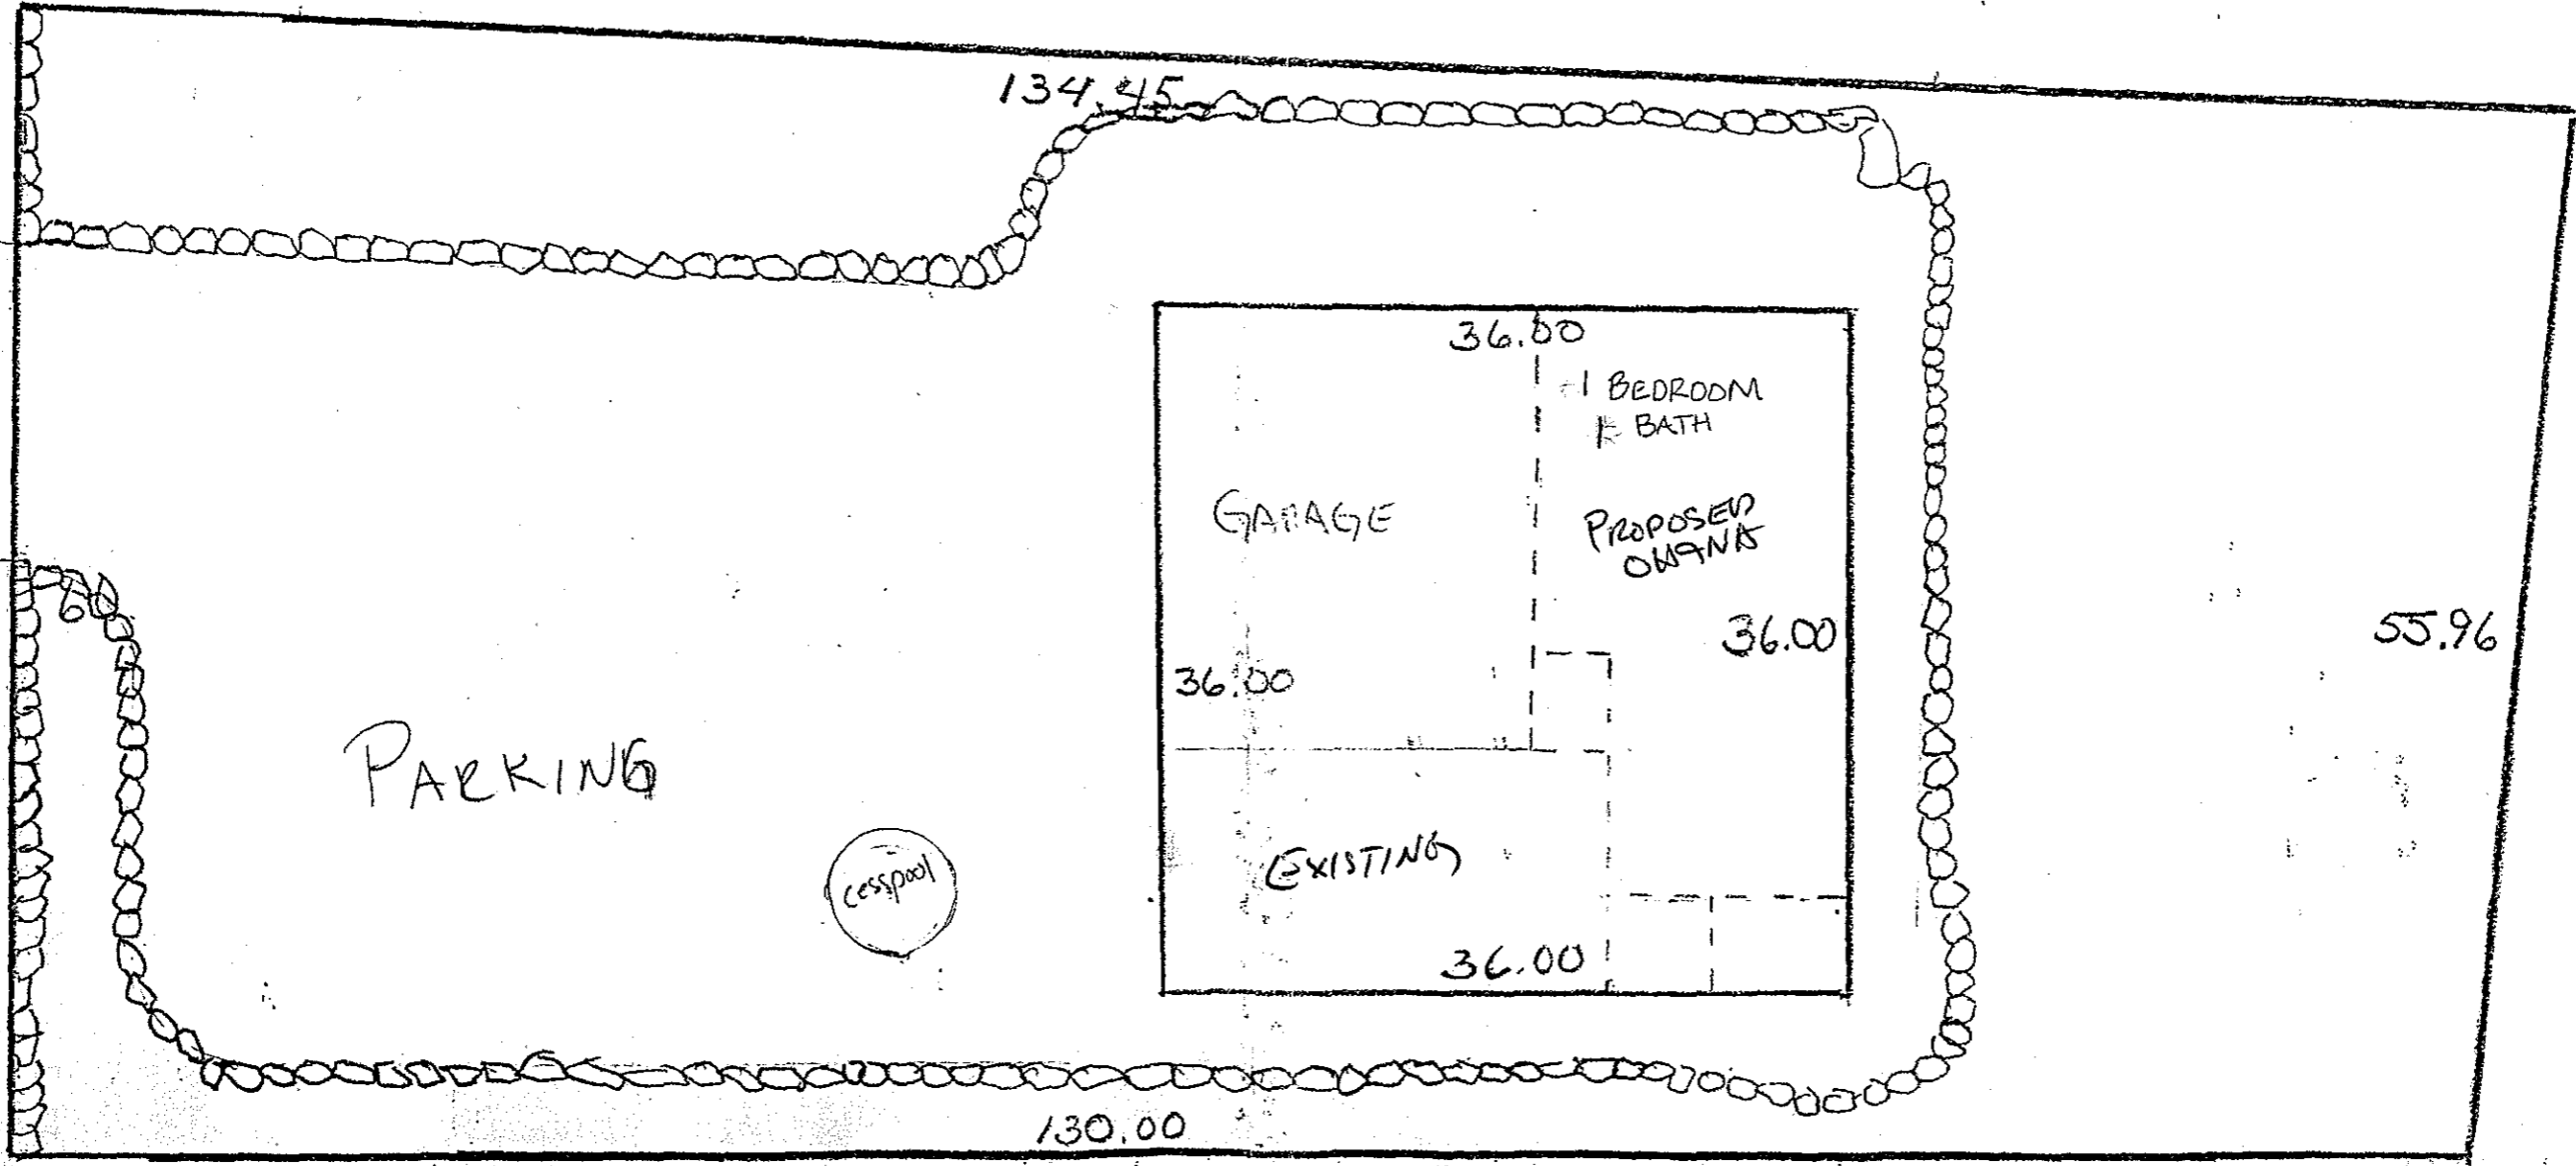 134.45
36.00
1 BEDROOM
BATH
GARAGE
PROPOSED
OHANA
6
36.00
55.96
36.00
PARKING
EXISTING
cesspool
36.00
130.00